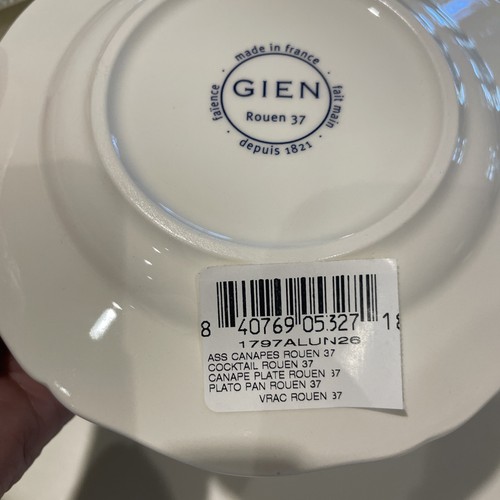 · made in france ·
faïence
GIEN
fait main
Rouen 37
· depuis 1821 ·
8 40769 05327 1
1797ALUN26
ASS CANAPES ROUEN 37
COCKTAIL ROUEN 37
CANAPE PLATE ROUEN 37
PLATO PAN ROUEN 37
VRAC ROUEN 37